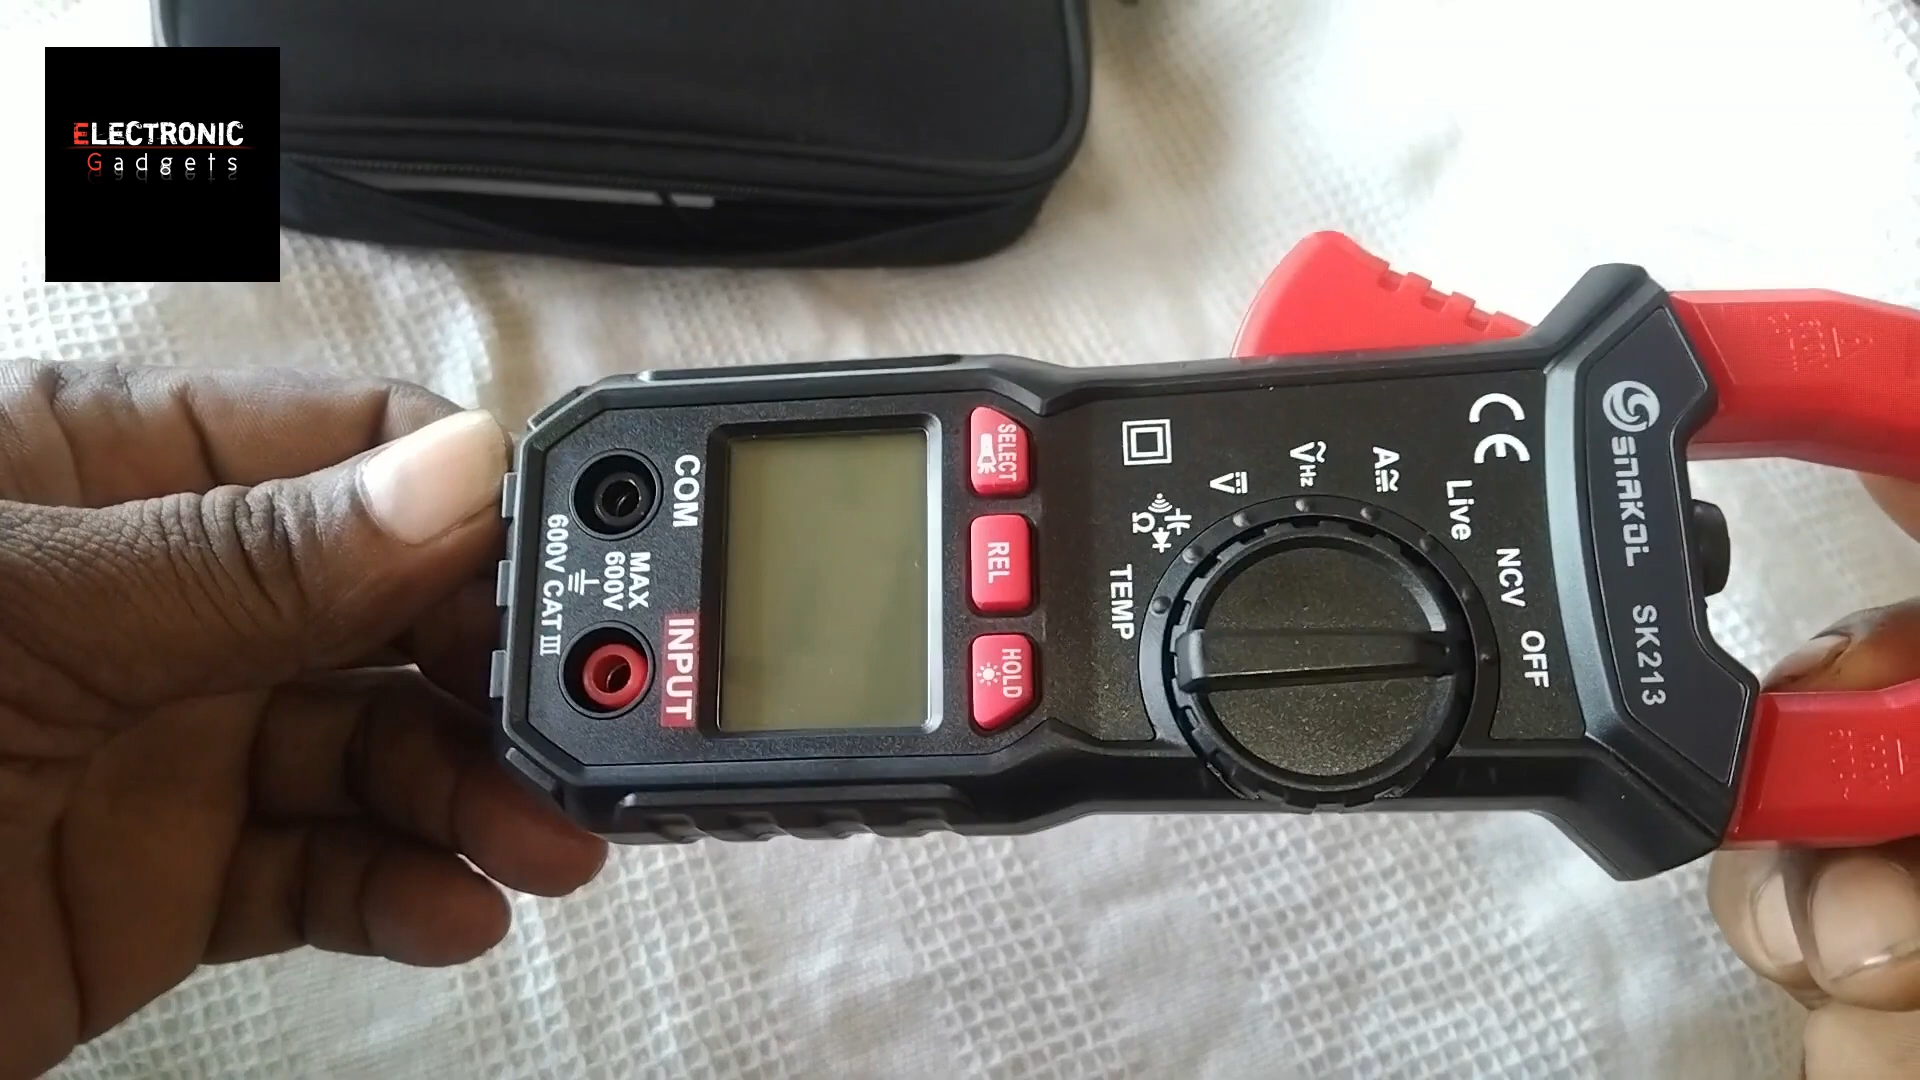 ELECTRONIC
Gadgets
SNAKOL SK213
CE
OFF
NCV
Live
A
V Hz
V
Ω
TEMP
SELECT
REL
HOLD
COM
INPUT
MAX
600V
600V CAT III